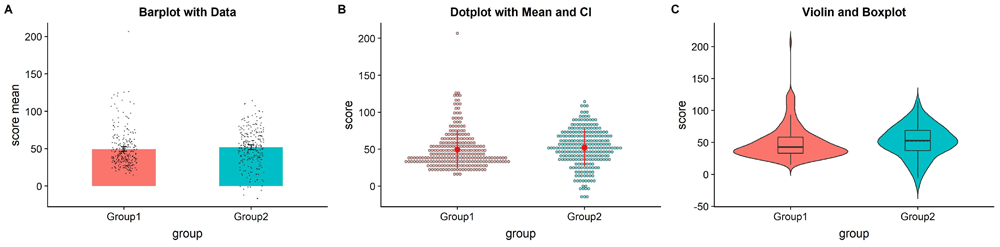 A
Barplot with Data
score mean
200
150
100
50
0
Group1
Group2
group
B
Dotplot with Mean and CI
score
200
150
100
50
0
Group1
Group2
group
C
Violin and Boxplot
score
200
150
100
50
0
-50
Group1
Group2
group